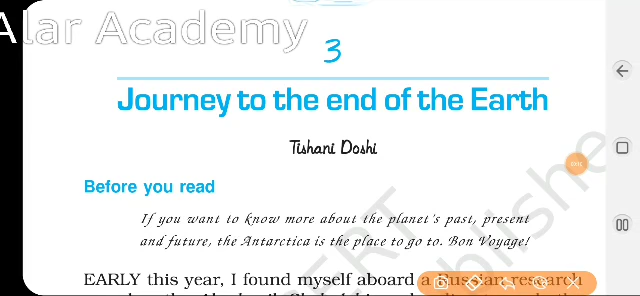 Alar Academy
3
Journey to the end of the Earth
Tishani Doshi
Before you read
If you want to know more about the planet's past, present
and future, the Antarctica is the place to go to. Bon Voyage!
EARLY this year, I found myself aboard a Russian research